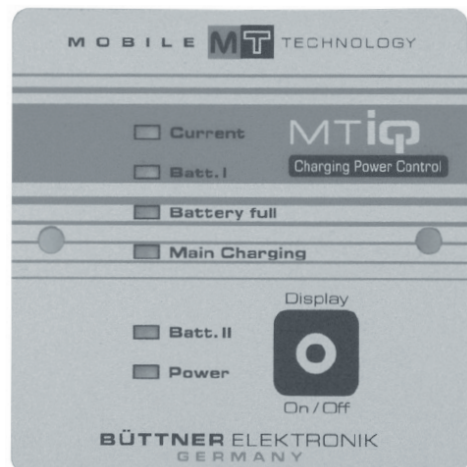 MOBILE MT TECHNOLOGY
Current
MTiQ
Charging Power Control
Batt. I
Battery full
Main Charging
Display
Batt. II
Power
On / Off
BÜTTNER ELEKTRONIK
GERMANY